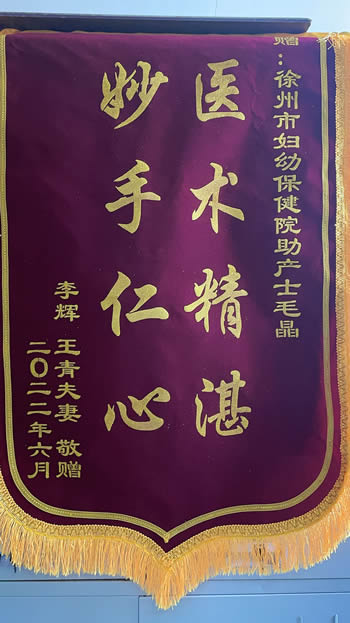 赠：徐州市妇幼保健院助产士毛晶
医术精湛
妙手仁心
李辉 王青夫妻 敬赠
二〇二二年六月